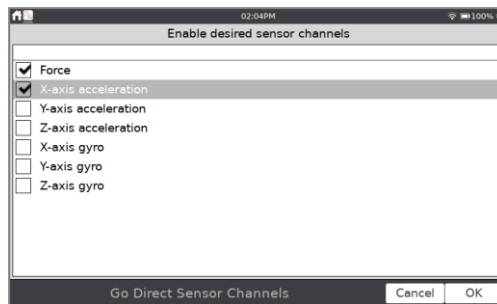 02:04PM 100%
Enable desired sensor channels
Force
X-axis acceleration
Y-axis acceleration
Z-axis acceleration
X-axis gyro
Y-axis gyro
Z-axis gyro
Go Direct Sensor Channels Cancel OK